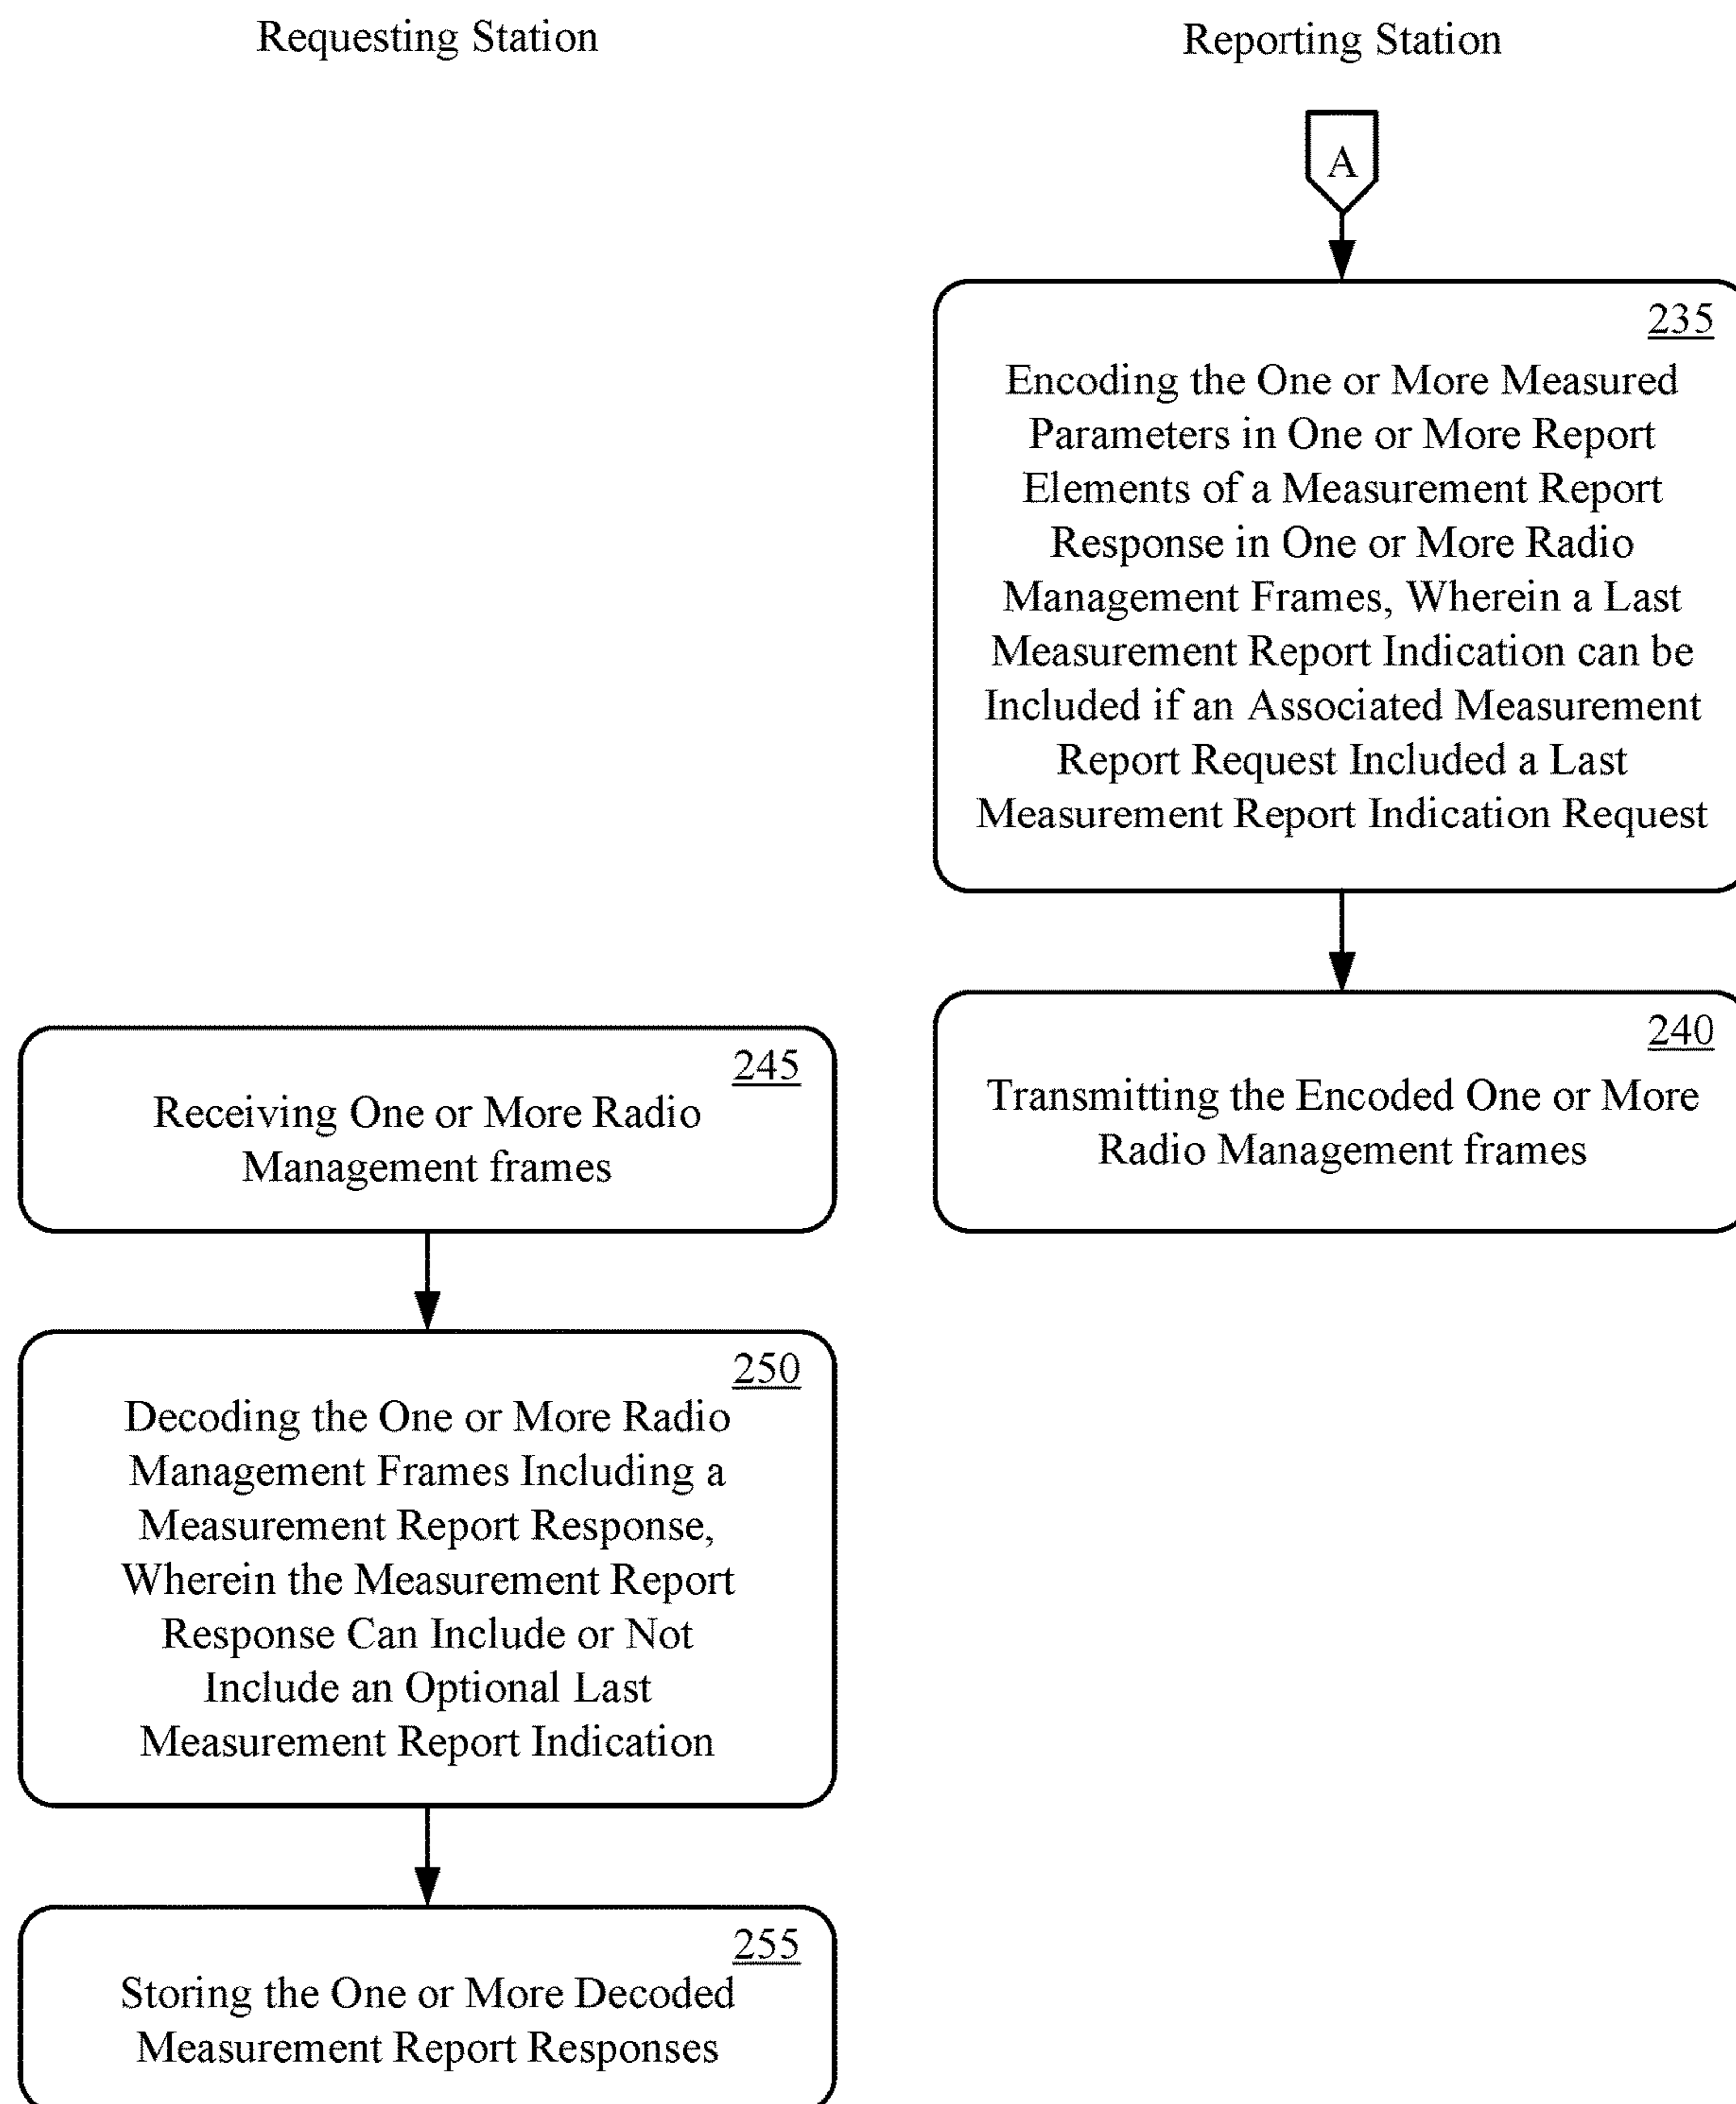 Requesting Station
Reporting Station
A
235
Encoding the One or More Measured
Parameters in One or More Report
Elements of a Measurement Report
Response in One or More Radio
Management Frames, Wherein a Last
Measurement Report Indication can be
Included if an Associated Measurement
Report Request Included a Last
Measurement Report Indication Request
240
Transmitting the Encoded One or More
Radio Management frames
245
Receiving One or More Radio
Management frames
250
Decoding the One or More Radio
Management Frames Including a
Measurement Report Response,
Wherein the Measurement Report
Response Can Include or Not
Include an Optional Last
Measurement Report Indication
255
Storing the One or More Decoded
Measurement Report Responses